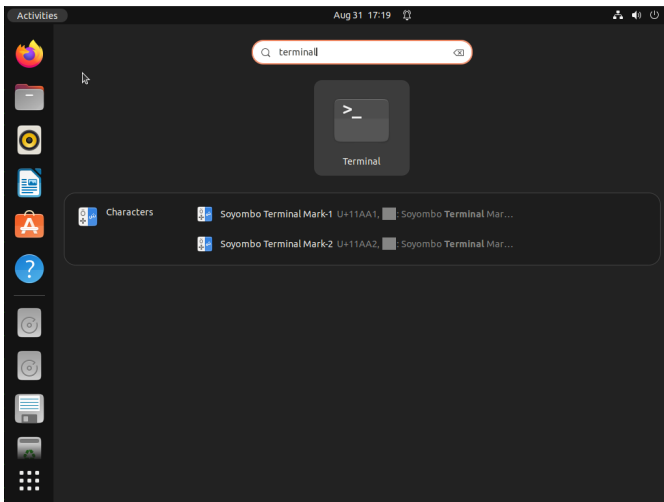 Activities
Aug 31 17:19
terminal
>_
Terminal
Characters
Soyombo Terminal Mark-1 U+11AA1, : Soyombo Terminal Mar…
Soyombo Terminal Mark-2 U+11AA2, : Soyombo Terminal Mar…
A
?